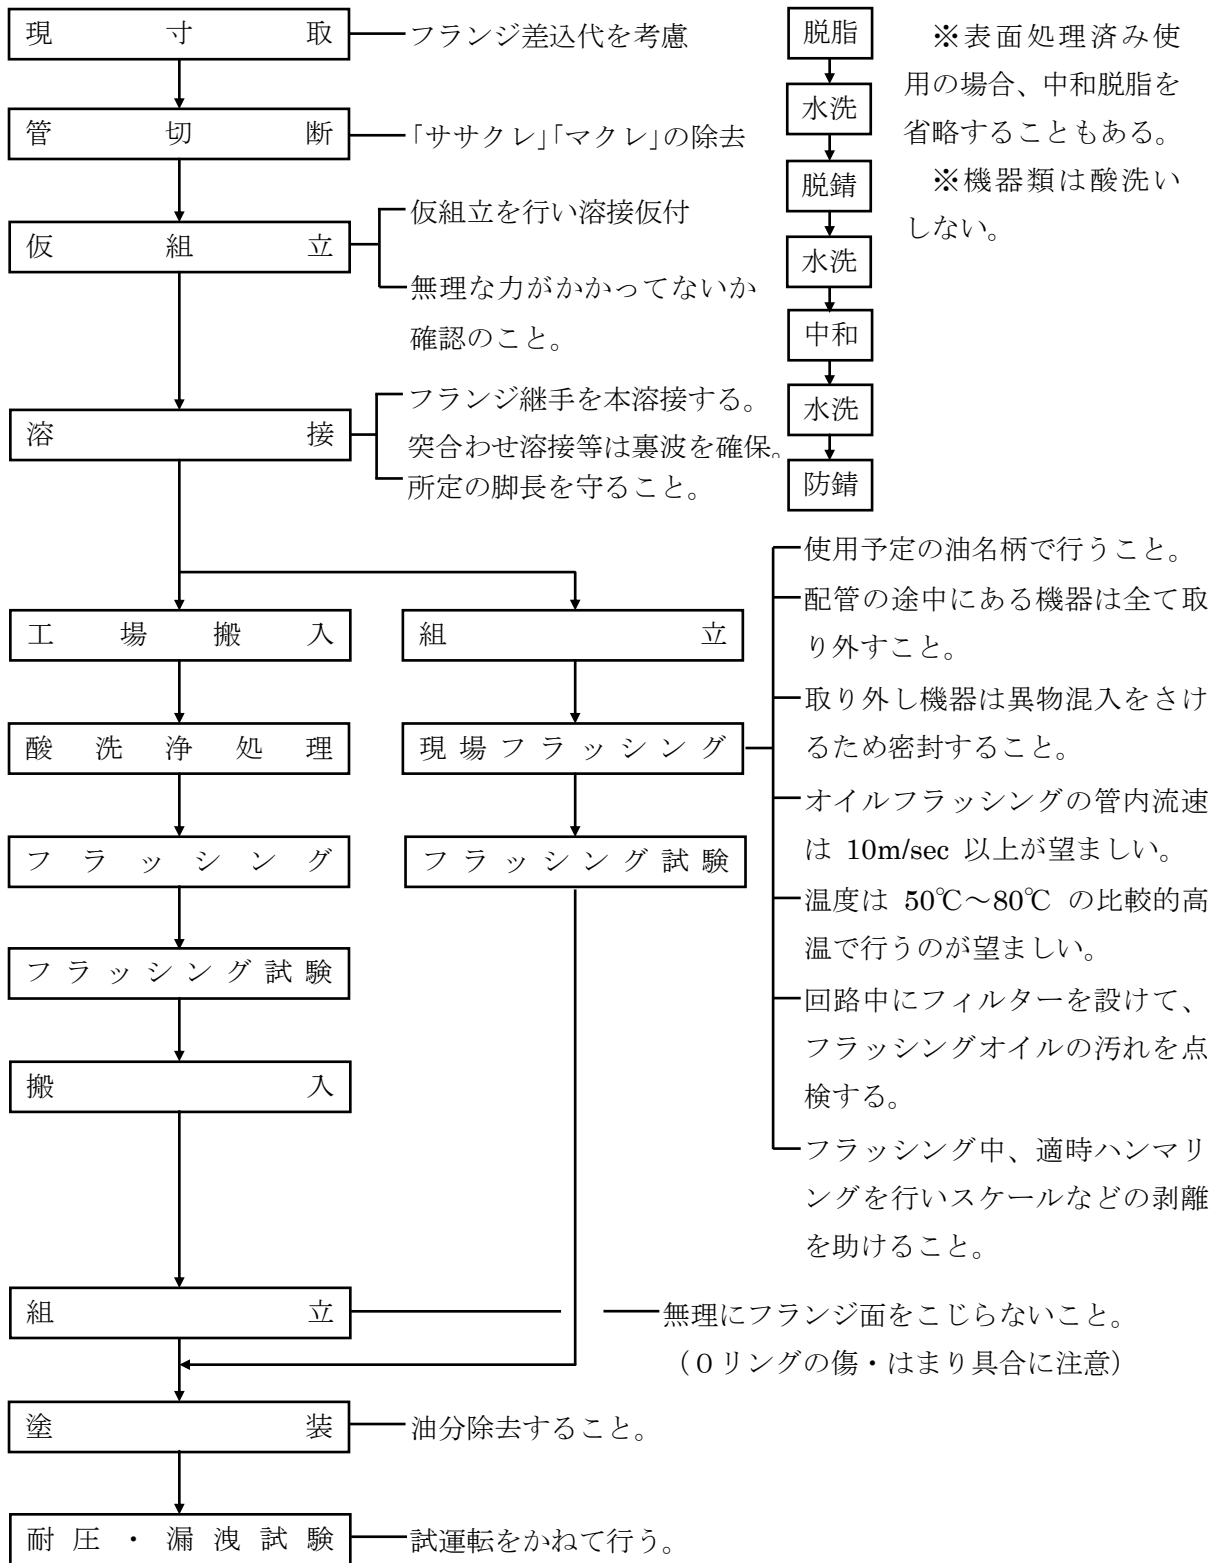 現寸取
フランジ差込代を考慮
管切断
「ササクレ」「マクレ」の除去
仮組立
仮組立を行い溶接仮付
無理な力がかかってないか
確認のこと。
溶接
フランジ継手を本溶接する。
突合わせ溶接等は裏波を確保。
所定の脚長を守ること。
脱脂
水洗
脱錆
水洗
中和
水洗
防錆
※表面処理済み使
用の場合、中和脱脂を
省略することもある。
※機器類は酸洗い
しない。
工場搬入
酸洗浄処理
フラッシング
フラッシング試験
搬入
組立
現場フラッシング
フラッシング試験
使用予定の油名柄で行うこと。
配管の途中にある機器は全て取
り外すこと。
取り外し機器は異物混入をさけ
るため密封すること。
オイルフラッシングの管内流速
は 10m/sec 以上が望ましい。
温度は 50℃～80℃ の比較的高
温で行うのが望ましい。
回路中にフィルターを設けて、
フラッシングオイルの汚れを点
検する。
フラッシング中、適時ハンマリ
ングを行いスケールなどの剥離
を助けること。
組立
無理にフランジ面をこじらないこと。
（Oリングの傷・はまり具合に注意）
塗装
油分除去すること。
耐圧・漏洩試験
試運転をかねて行う。